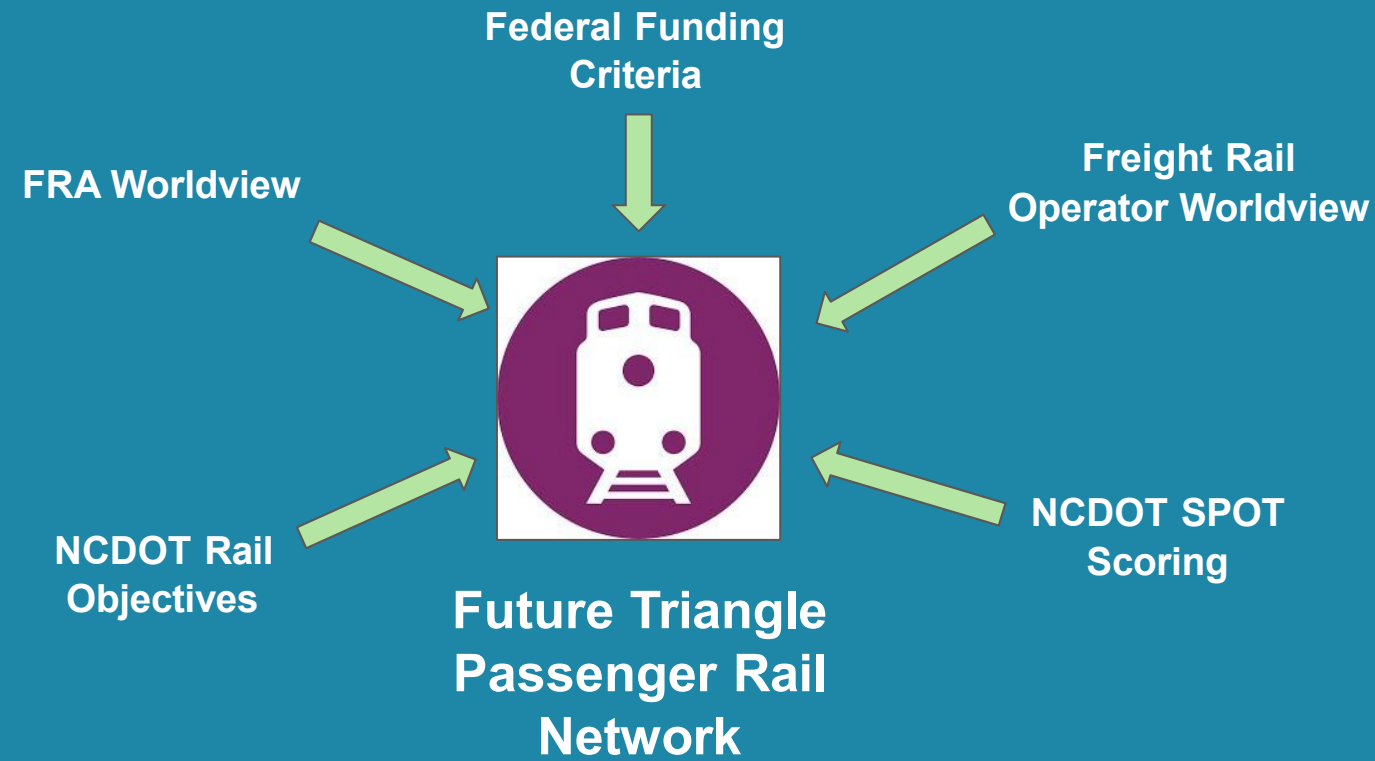 Federal Funding
Criteria
FRA Worldview
Freight Rail
Operator Worldview
NCDOT Rail
Objectives
NCDOT SPOT
Scoring
Future Triangle
Passenger Rail
Network